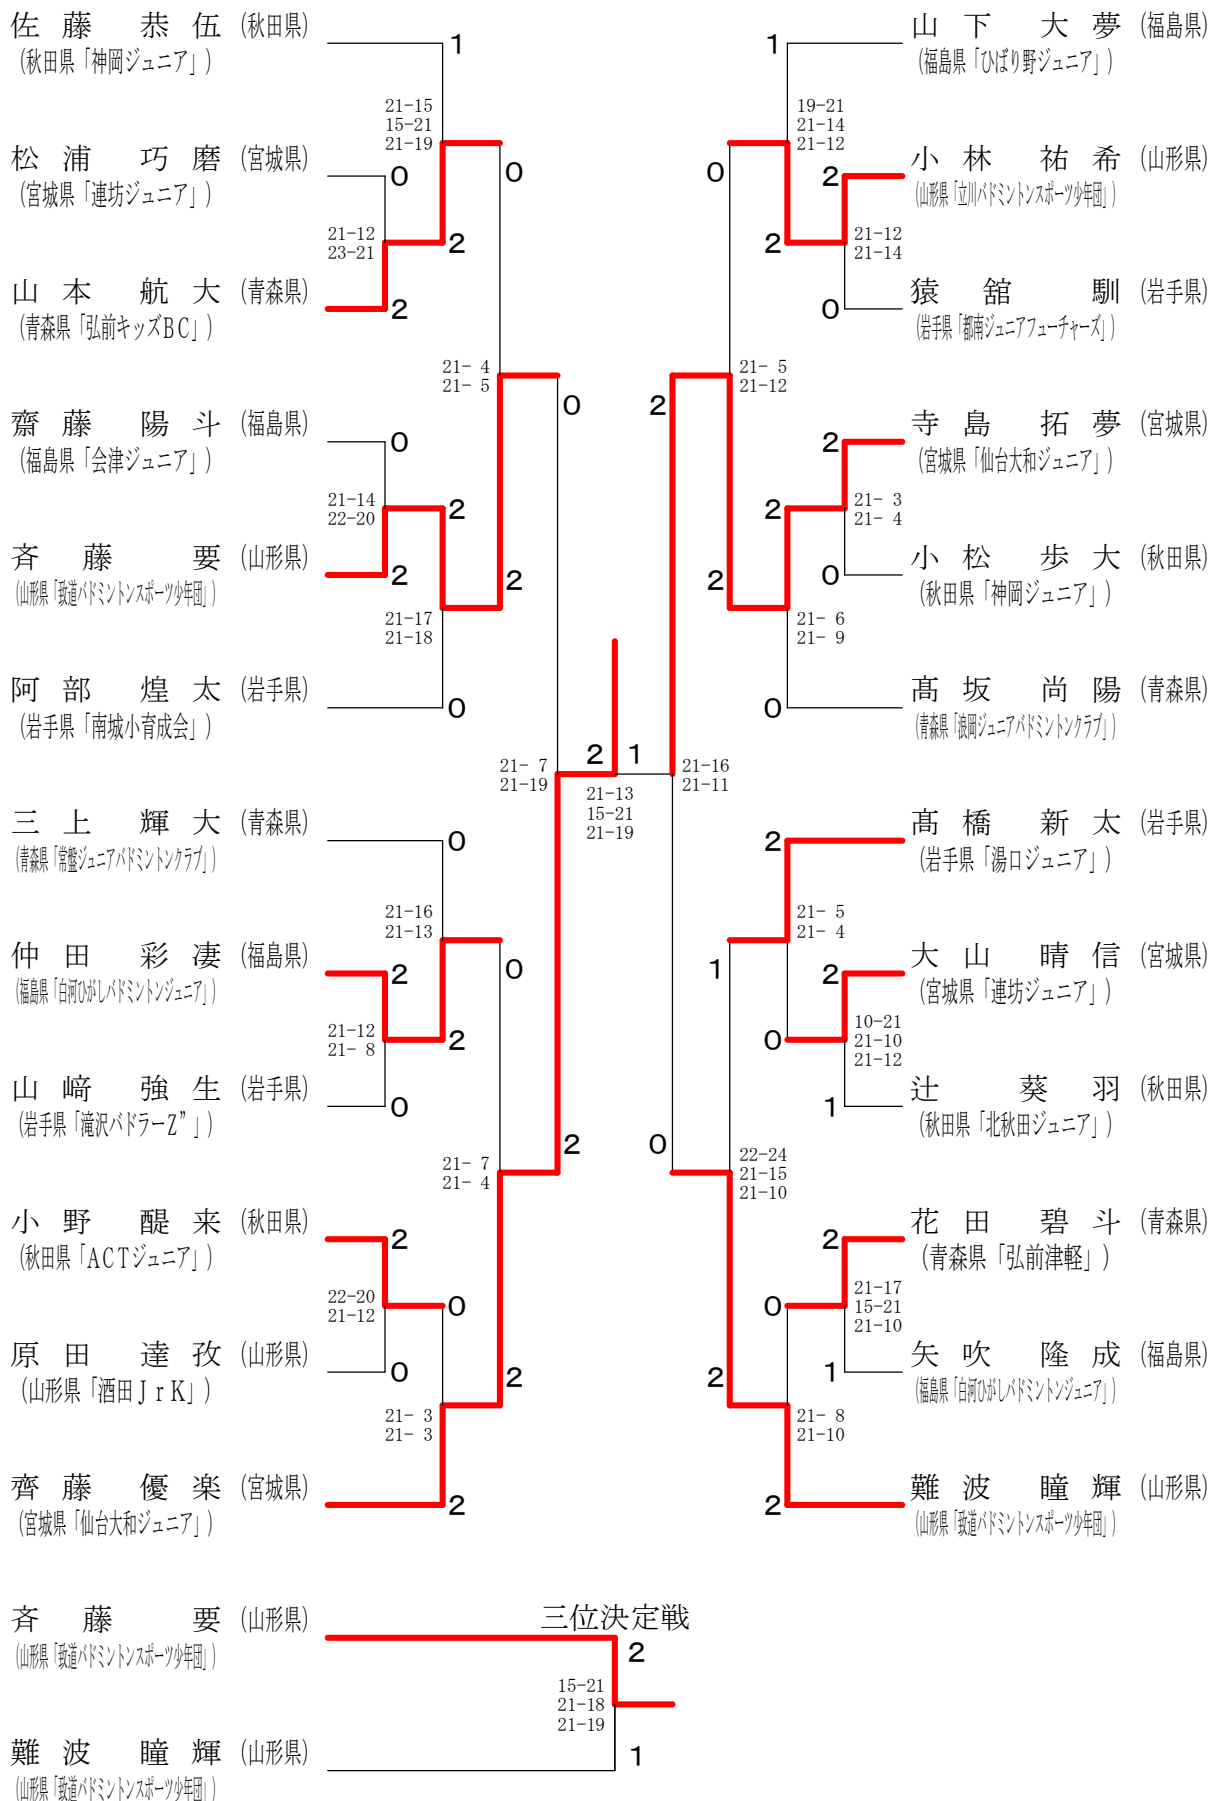 佐藤 恭伍 (秋田県)
(秋田県「神岡ジュニア」)
1
21-15
15-21
21-19
松浦 巧磨 (宮城県)
(宮城県「連坊ジュニア」)
0
0
21-12
23-21
2
山本 航大 (青森県)
(青森県「弘前キッズBC」)
2
21- 4
21- 5
0
齋藤 陽斗 (福島県)
(福島県「会津ジュニア」)
0
21-14
22-20
2
斉藤 要 (山形県)
(山形県「致道バドミントンスポーツ少年団」)
2
2
21-17
21-18
阿部 煌太 (岩手県)
(岩手県「南城小育成会」)
0
21- 7
21-19
三上 輝大 (青森県)
(青森県「常盤ジュニアバドミントンクラブ」)
0
21-16
21-13
仲田 彩凄 (福島県)
(福島県「白河ひがしバドミントンジュニア」)
2
0
21-12
21- 8
2
山﨑 強生 (岩手県)
(岩手県「滝沢バドラーZ”」)
0
2
21- 7
21- 4
小野 醍来 (秋田県)
(秋田県「ACTジュニア」)
2
22-20
21-12
0
原田 達孜 (山形県)
(山形県「酒田JrK」)
0
2
21- 3
21- 3
齊藤 優楽 (宮城県)
(宮城県「仙台大和ジュニア」)
2
2 1
21-13
15-21
21-19
山下 大夢 (福島県)
(福島県「ひばり野ジュニア」)
1
19-21
21-14
21-12
小林 祐希 (山形県)
(山形県「立川バドミントンスポーツ少年団」)
0
2
2
21-12
21-14
猿舘 馴 (岩手県)
(岩手県「都南ジュニアフューチャーズ」)
0
21- 5
21-12
2
寺島 拓夢 (宮城県)
(宮城県「仙台大和ジュニア」)
2
2
21- 3
21- 4
小松 歩大 (秋田県)
(秋田県「神岡ジュニア」)
2
0
21- 6
21- 9
髙坂 尚陽 (青森県)
(青森県「浪岡ジュニアバドミントンクラブ」)
0
21-16
21-11
髙橋 新太 (岩手県)
(岩手県「湯口ジュニア」)
2
21- 5
21- 4
大山 晴信 (宮城県)
(宮城県「連坊ジュニア」)
1
2
0
10-21
21-10
21-12
辻 葵羽 (秋田県)
(秋田県「北秋田ジュニア」)
1
0
22-24
21-15
21-10
花田 碧斗 (青森県)
(青森県「弘前津軽」)
2
0
21-17
15-21
21-10
矢吹 隆成 (福島県)
(福島県「白河ひがしバドミントンジュニア」)
2
1
21- 8
21-10
難波 瞳輝 (山形県)
(山形県「致道バドミントンスポーツ少年団」)
2
三位決定戦
斉藤 要 (山形県)
(山形県「致道バドミントンスポーツ少年団」)
2
15-21
21-18
21-19
難波 瞳輝 (山形県)
(山形県「致道バドミントンスポーツ少年団」)
1